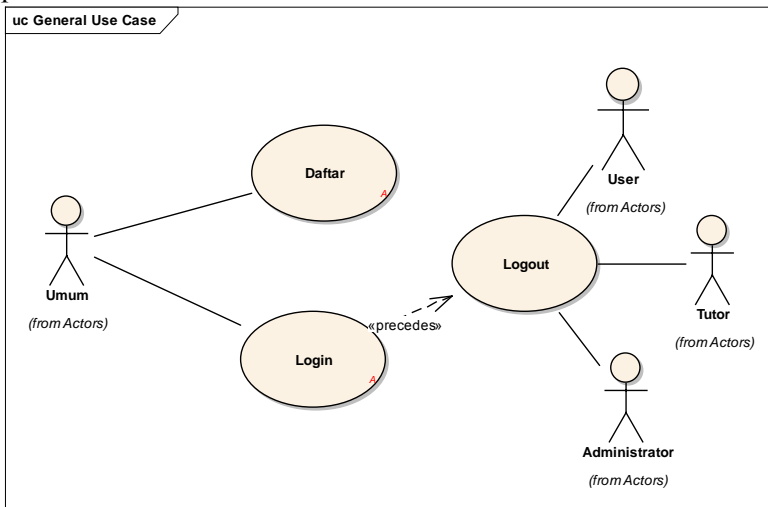 uc General Use Case
User
(from Actors)
Daftar
A
Umum
(from Actors)
Logout
Tutor
(from Actors)
«precedes»
Login
A
Administrator
(from Actors)